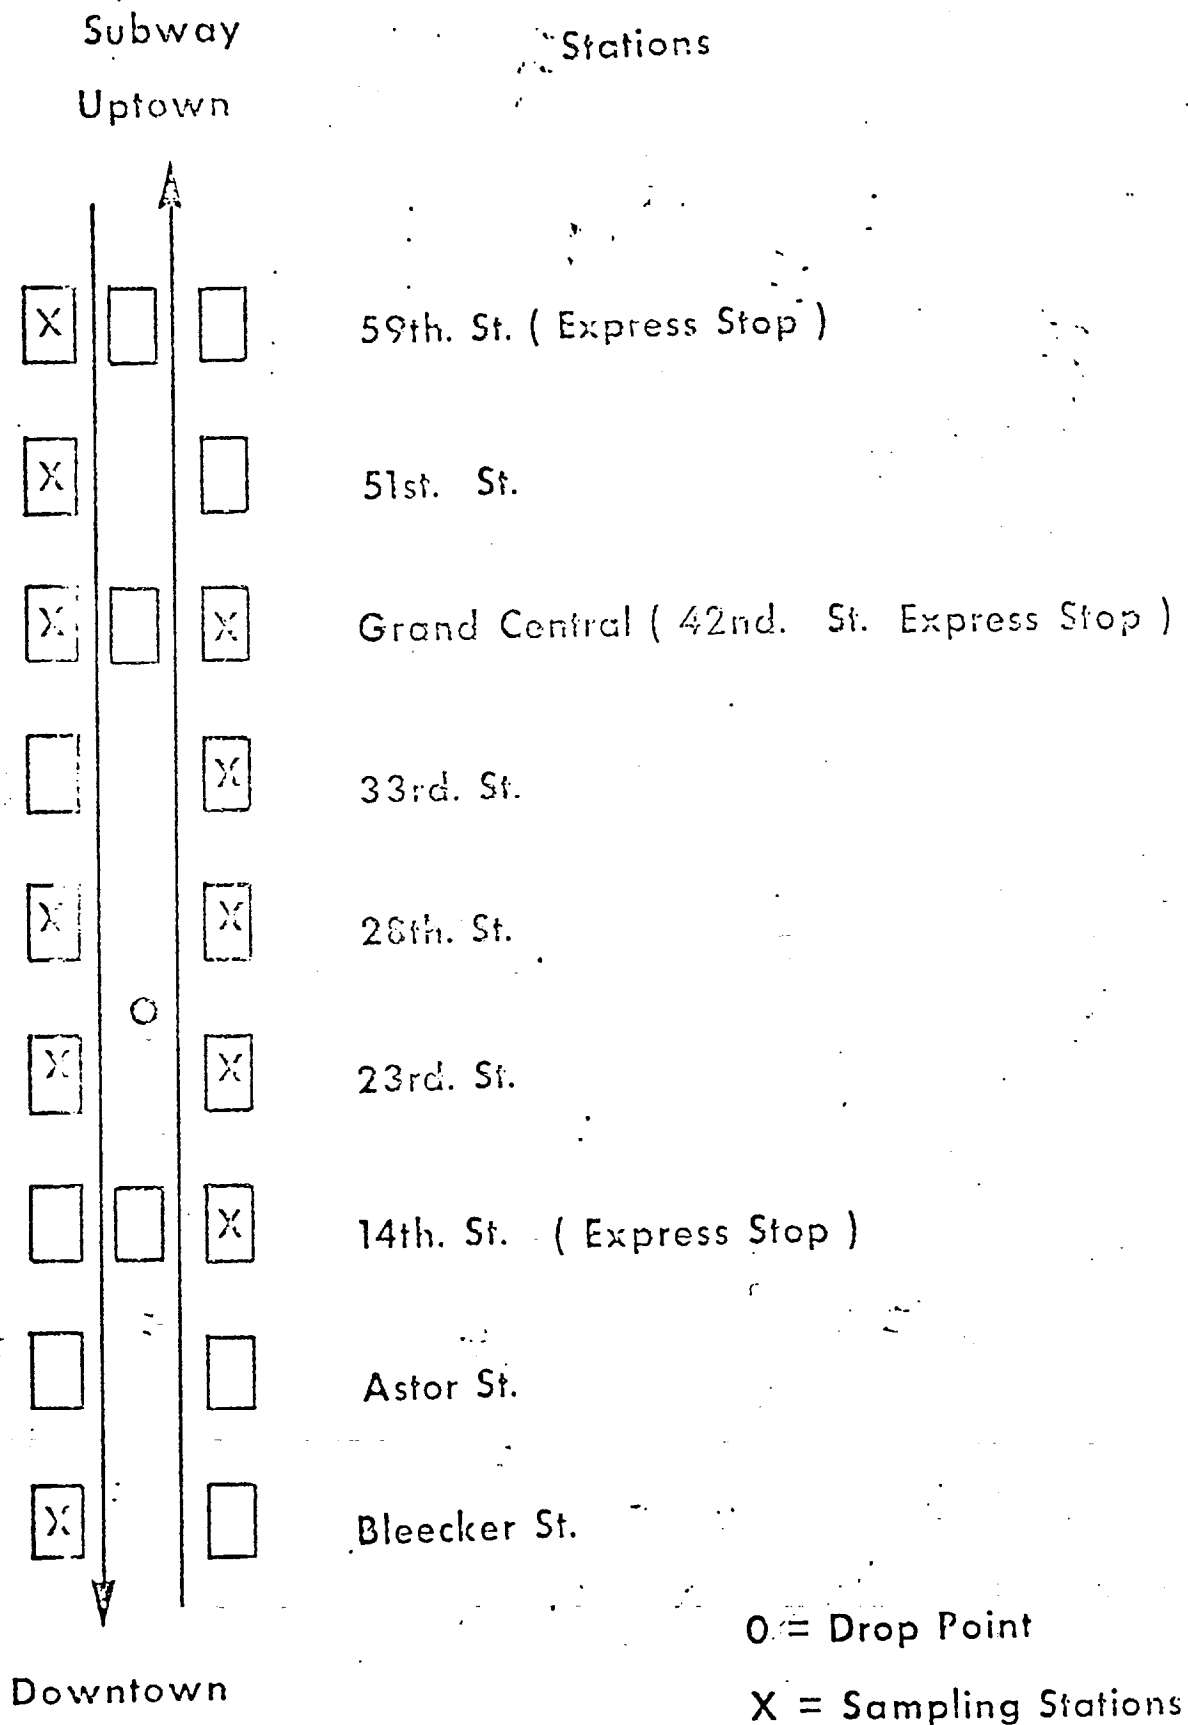 Subway
Stations
Uptown
X 59th. St. ( Express Stop )
X 51st. St.
X X Grand Central ( 42nd. St. Express Stop )
X 33rd. St.
X X 28th. St.
O
X X 23rd. St.
X 14th. St. ( Express Stop )
Astor St.
X Bleecker St.
O = Drop Point
Downtown
X = Sampling Stations